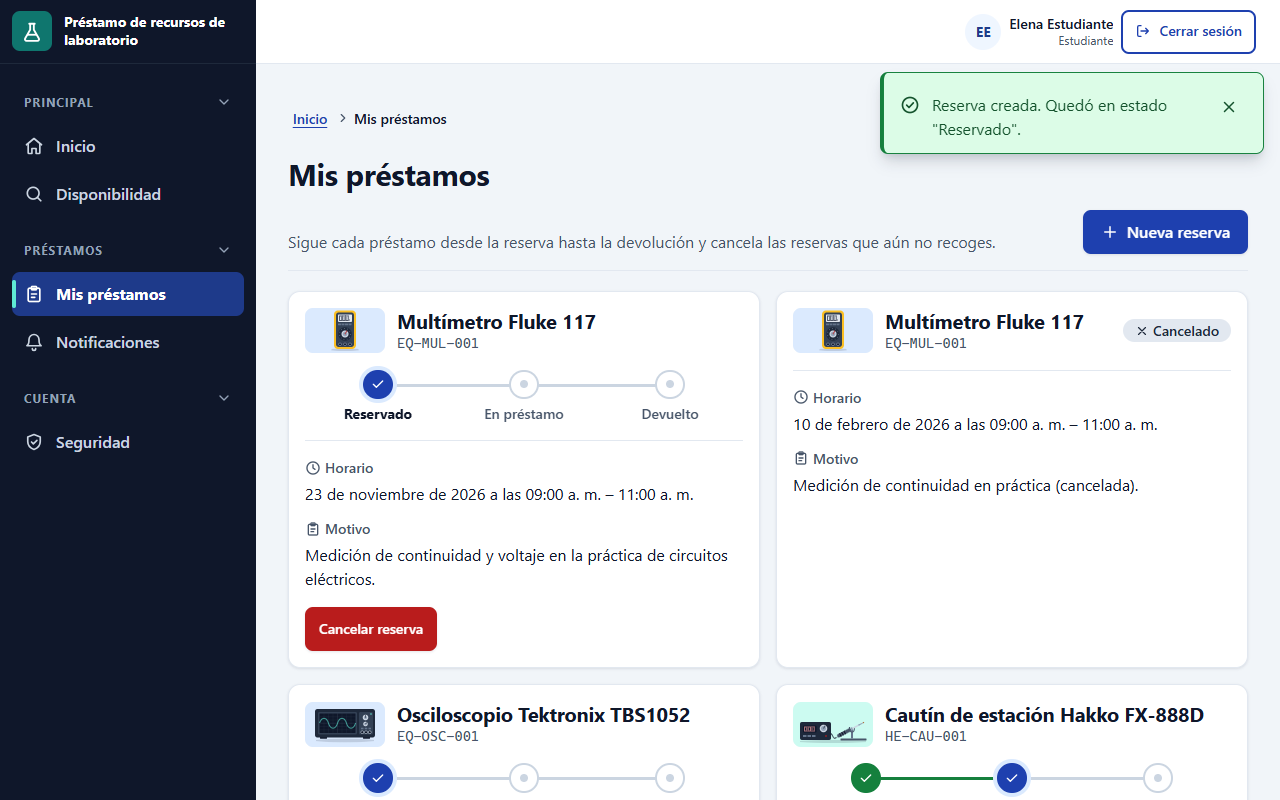 Préstamo de recursos de
laboratorio
PRINCIPAL
Inicio
Disponibilidad
PRÉSTAMOS
Mis préstamos
Notificaciones
CUENTA
Seguridad
EE
Elena Estudiante
Estudiante
Cerrar sesión
Reserva creada. Quedó en estado
"Reservado".
Inicio
Mis préstamos
Mis préstamos
Sigue cada préstamo desde la reserva hasta la devolución y cancela las reservas que aún no recoges.
Nueva reserva
Multímetro Fluke 117
EQ-MUL-001
Reservado
En préstamo
Devuelto
Horario
23 de noviembre de 2026 a las 09:00 a. m. – 11:00 a. m.
Motivo
Medición de continuidad y voltaje en la práctica de circuitos
eléctricos.
Cancelar reserva
Multímetro Fluke 117
EQ-MUL-001
Cancelado
Horario
10 de febrero de 2026 a las 09:00 a. m. – 11:00 a. m.
Motivo
Medición de continuidad en práctica (cancelada).
Osciloscopio Tektronix TBS1052
EQ-OSC-001
Cautín de estación Hakko FX-888D
HE-CAU-001